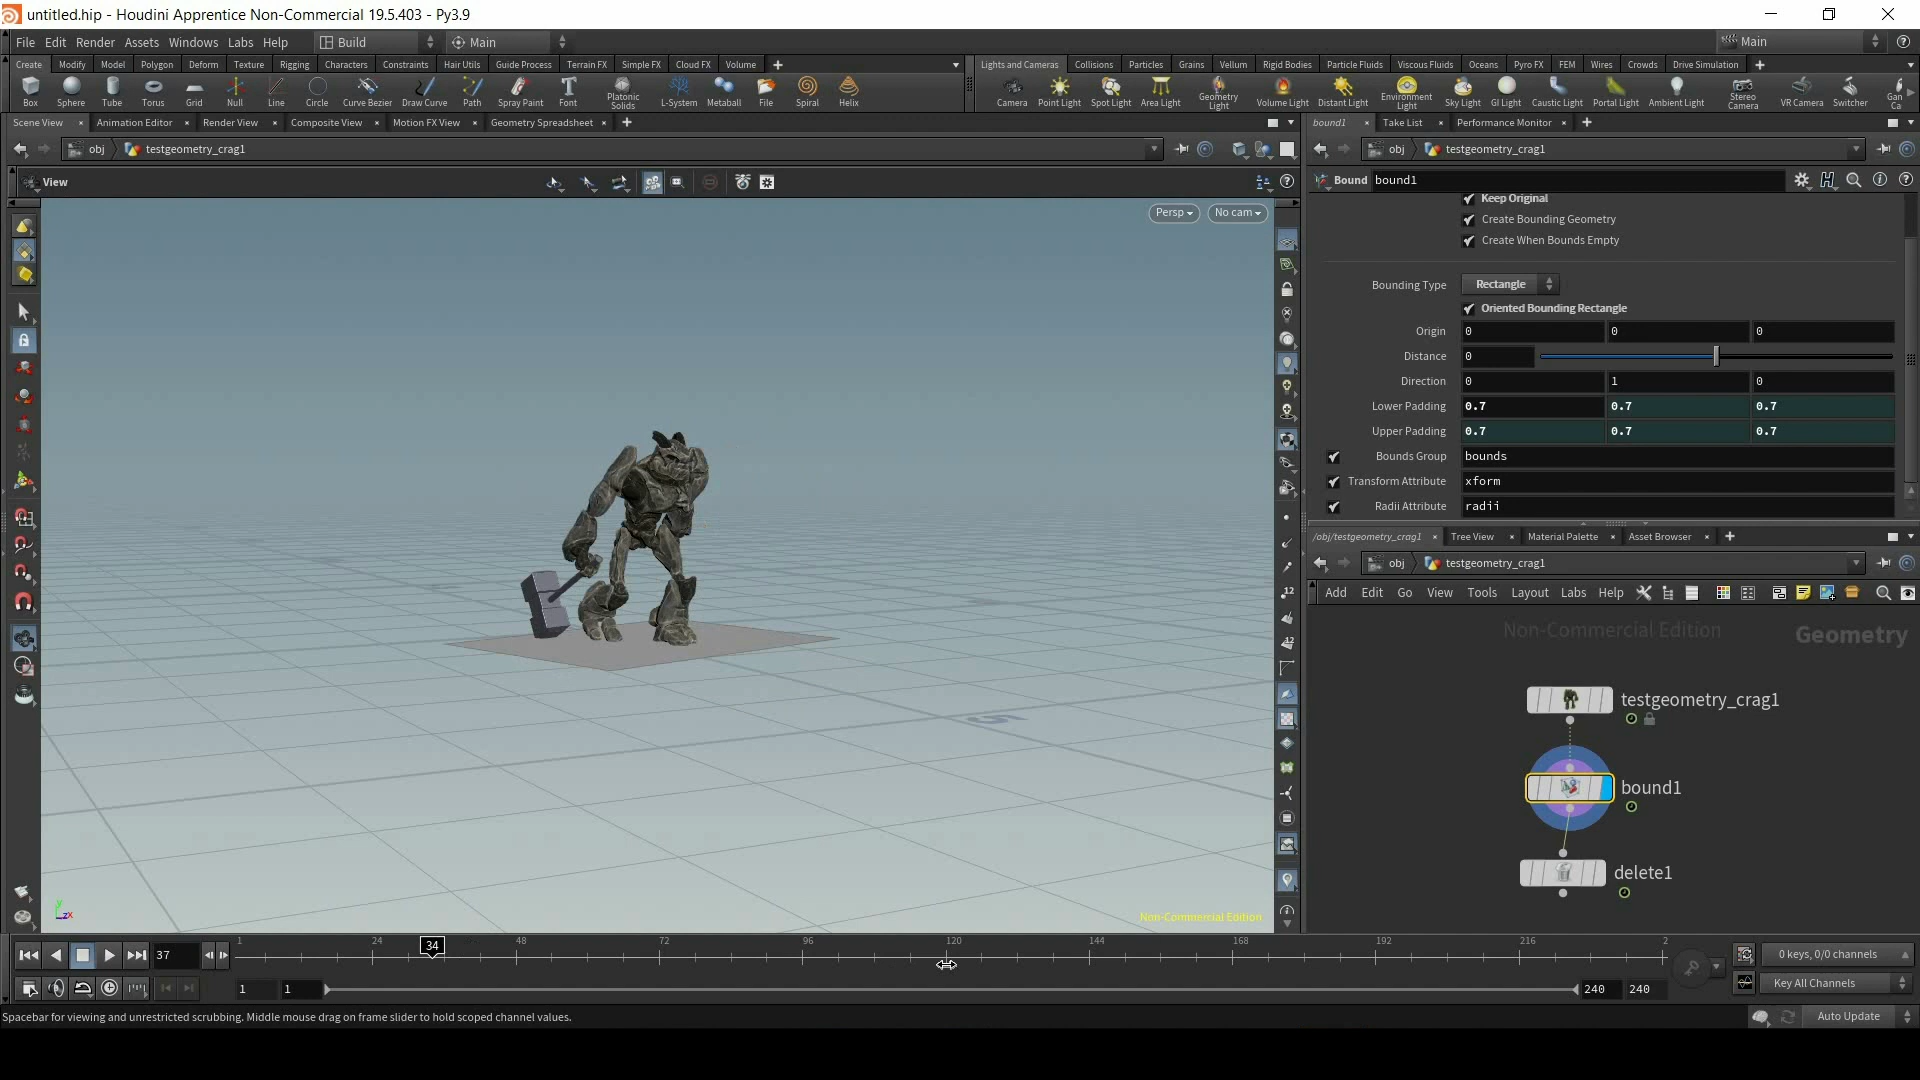 untitled.hip - Houdini Apprentice Non-Commercial 19.5.403 - Py3.9
File Edit Render Assets Windows Labs Help Build Main Main
Create Modify Model Polygon Deform Texture Rigging Characters Constraints Hair Utils Guide Process Terrain FX Simple FX Cloud FX Volume
Lights and Cameras Collisions Particles Grains Vellum Rigid Bodies Particle Fluids Viscous Fluids Oceans Pyro FX FEM Wires Crowds Drive Simulation
Box Sphere Tube Torus Grid Null Line Circle Curve Bezier Draw Curve Path Spray Paint Font Platonic Solids L-System Metaball File Spiral Helix
Camera Point Light Spot Light Area Light Geometry Light Volume Light Distant Light Environment Light Sky Light GI Light Caustic Light Portal Light Ambient Light Stereo Camera VR Camera Switcher Gan Ca
Scene View Animation Editor Render View Composite View Motion FX View Geometry Spreadsheet
bound1 Take List Performance Monitor
obj testgeometry_crag1
obj testgeometry_crag1
View
Bound bound1
Persp No cam
Keep Original
Create Bounding Geometry
Create When Bounds Empty
Bounding Type Rectangle
Oriented Bounding Rectangle
Origin 0 0 0
Distance 0
Direction 0 1 0
Lower Padding 0.7 0.7 0.7
Upper Padding 0.7 0.7 0.7
Bounds Group bounds
Transform Attribute xform
Radii Attribute radii
/obj/testgeometry_crag1 Tree View Material Palette Asset Browser
obj testgeometry_crag1
Add Edit Go View Tools Layout Labs Help
Non-Commercial Edition Geometry
testgeometry_crag1
bound1
delete1
5
12
12
y
zx
Non-Commercial Edition
37
1 24 34 48 72 96 120 144 168 192 216 2
0 keys, 0/0 channels
1 1 240 240
Key All Channels
Spacebar for viewing and unrestricted scrubbing. Middle mouse drag on frame slider to hold scoped channel values.
Auto Update